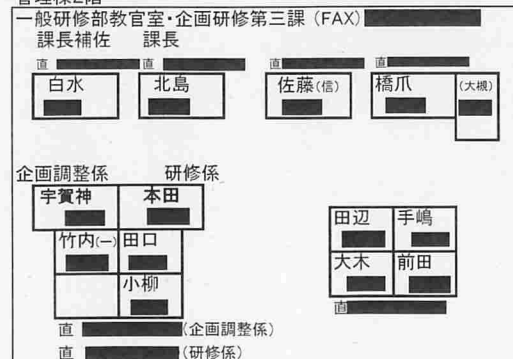 管理棟2階
一般研修部教官室・企画研修第三課 (FAX)
課長補佐 課長
直 直 直 直
白水 北島 佐藤(信) 橋爪 (大槻)
企画調整係 研修係
宇賀神 本田
田辺 手嶋
竹内(一) 田口
大木 前田
小柳
直
直 (企画調整係)
直 (研修係)